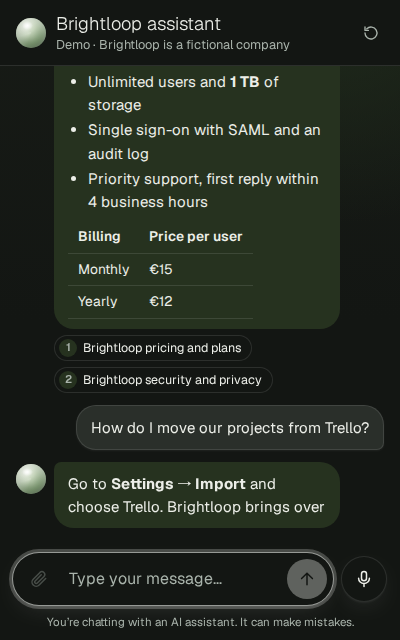 Brightloop assistant
Demo · Brightloop is a fictional company
Unlimited users and 1 TB of
storage
Single sign-on with SAML and an
audit log
Priority support, first reply within
4 business hours
Billing Price per user
Monthly €15
Yearly €12
1 Brightloop pricing and plans
2 Brightloop security and privacy
How do I move our projects from Trello?
Go to Settings → Import and
choose Trello. Brightloop brings over
Type your message...
You're chatting with an AI assistant. It can make mistakes.